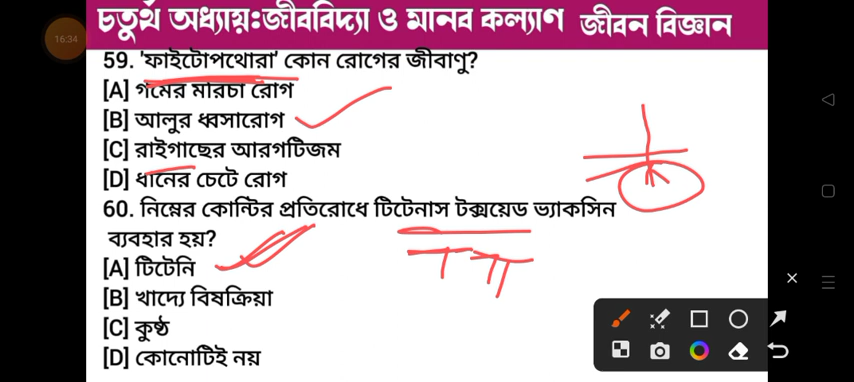 চতুর্থ অধ্যায়ঃজীববিদ্যা ও মানব কল্যাণ জীবন বিজ্ঞান
16:34
59. 'ফাইটোপথোরা' কোন রোগের জীবাণু?
[A] গমের মারচা রোগ
[B] আলুর ধ্বসারোগ
[C] রাইগাছের আরগটিজম
[D] ধানের চেটে রোগ
60. নিম্নের কোন্টির প্রতিরোধে টিটেনাস টক্সয়েড ভ্যাকসিন
ব্যবহার হয়?
[A] টিটেনি
[B] খাদ্যে বিষক্রিয়া
[C] কুষ্ঠ
[D] কোনোটিই নয়